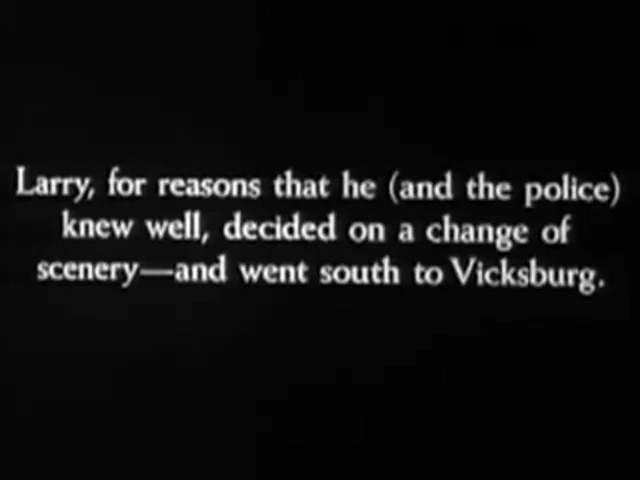 Larry, for reasons that he (and the police)
knew well, decided on a change of
scenery—and went south to Vicksburg.